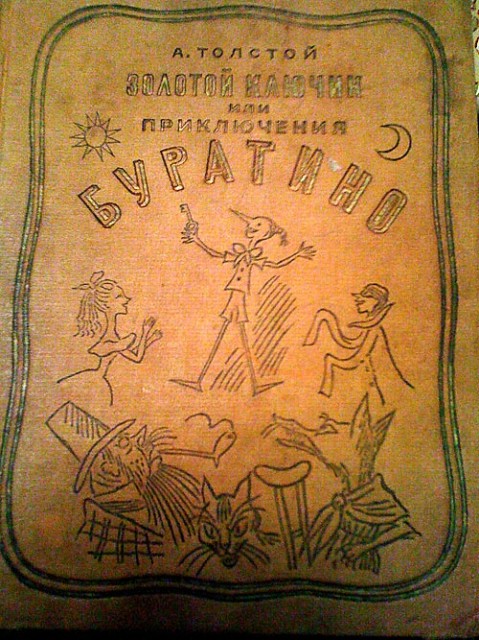 А. ТОЛСТОЙ
ЗОЛОТОЙ КЛЮЧИК
ИЛИ
ПРИКЛЮЧЕНИЯ
БУРАТИНО